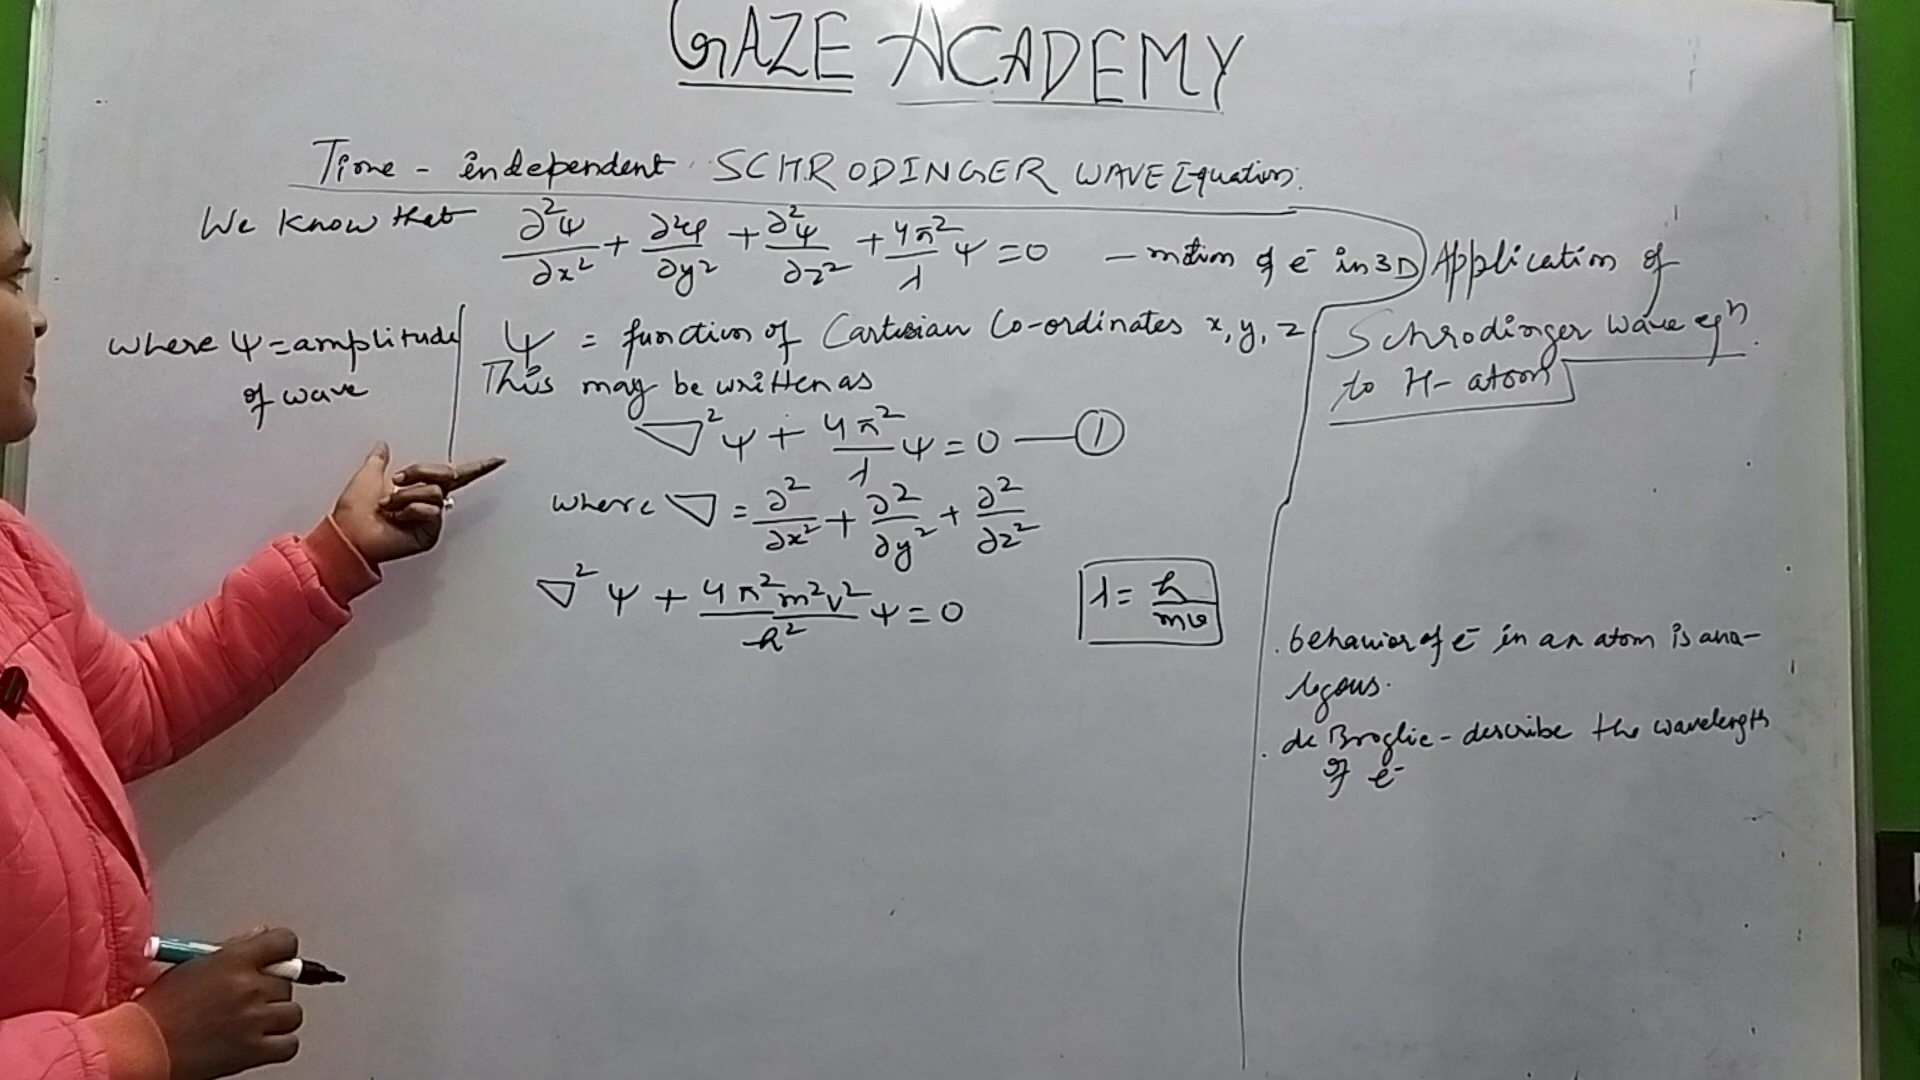 GAZE ACADEMY
Time - independent SCHRODINGER WAVE Equation.
We know that ∂²ψ/∂x² + ∂²ψ/∂y² + ∂²ψ/∂z² + 4π²/λ ψ = 0 — motion of e⁻ in 3D
where ψ = amplitude of wave
ψ = function of Cartesian Co-ordinates x, y, z
This may be written as
▽²ψ + 4π²/λ ψ = 0 — ①
where ▽ = ∂²/∂x² + ∂²/∂y² + ∂²/∂z²
▽²ψ + 4π²m²v²/h² ψ = 0
λ = h/mv
Application of
Schrodinger wave eqⁿ.
to H- atom
. behavior of e⁻ in an atom is ana-
logous.
. de Broglie - describe the wavelength
of e⁻